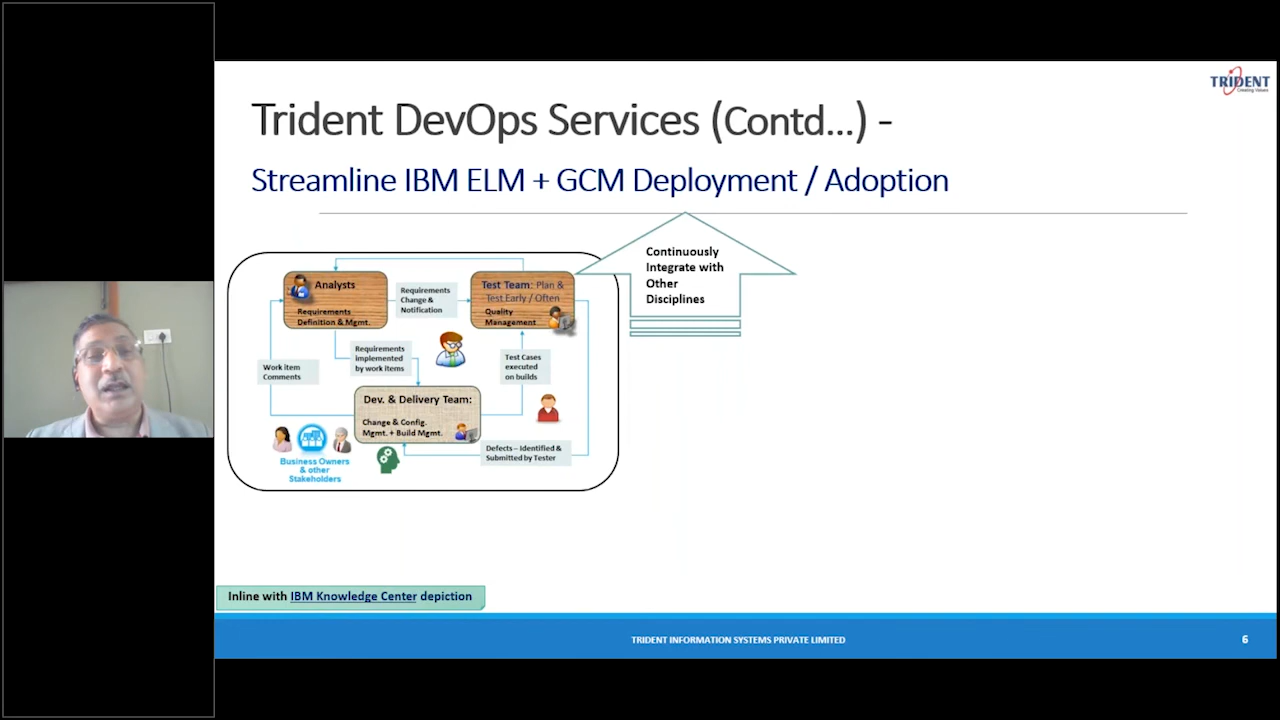 TRIDENT
Creating Values
Trident DevOps Services (Contd...) -
Streamline IBM ELM + GCM Deployment / Adoption
Continuously
Integrate with
Other
Disciplines
Analysts
Requirements
Definition & Mgmt.
Requirements
Change &
Notification
Test Team: Plan &
Test Early / Often
Quality
Management
Requirements
implemented
by work items
Work item
Comments
Test Cases
executed
on builds
Dev. & Delivery Team:
Change & Config.
Mgmt. + Build Mgmt.
Defects – Identified &
Submitted by Tester
Business Owners
& other
Stakeholders
Inline with IBM Knowledge Center depiction
TRIDENT INFORMATION SYSTEMS PRIVATE LIMITED
6